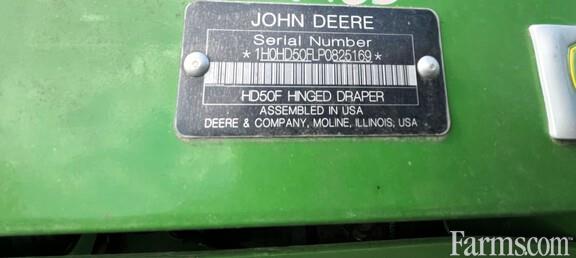 JOHN DEERE
Serial Number
*1H0HD50FLP0825169*
HD50F HINGED DRAPER
ASSEMBLED IN USA
DEERE & COMPANY, MOLINE, ILLINOIS, USA
Farms.com